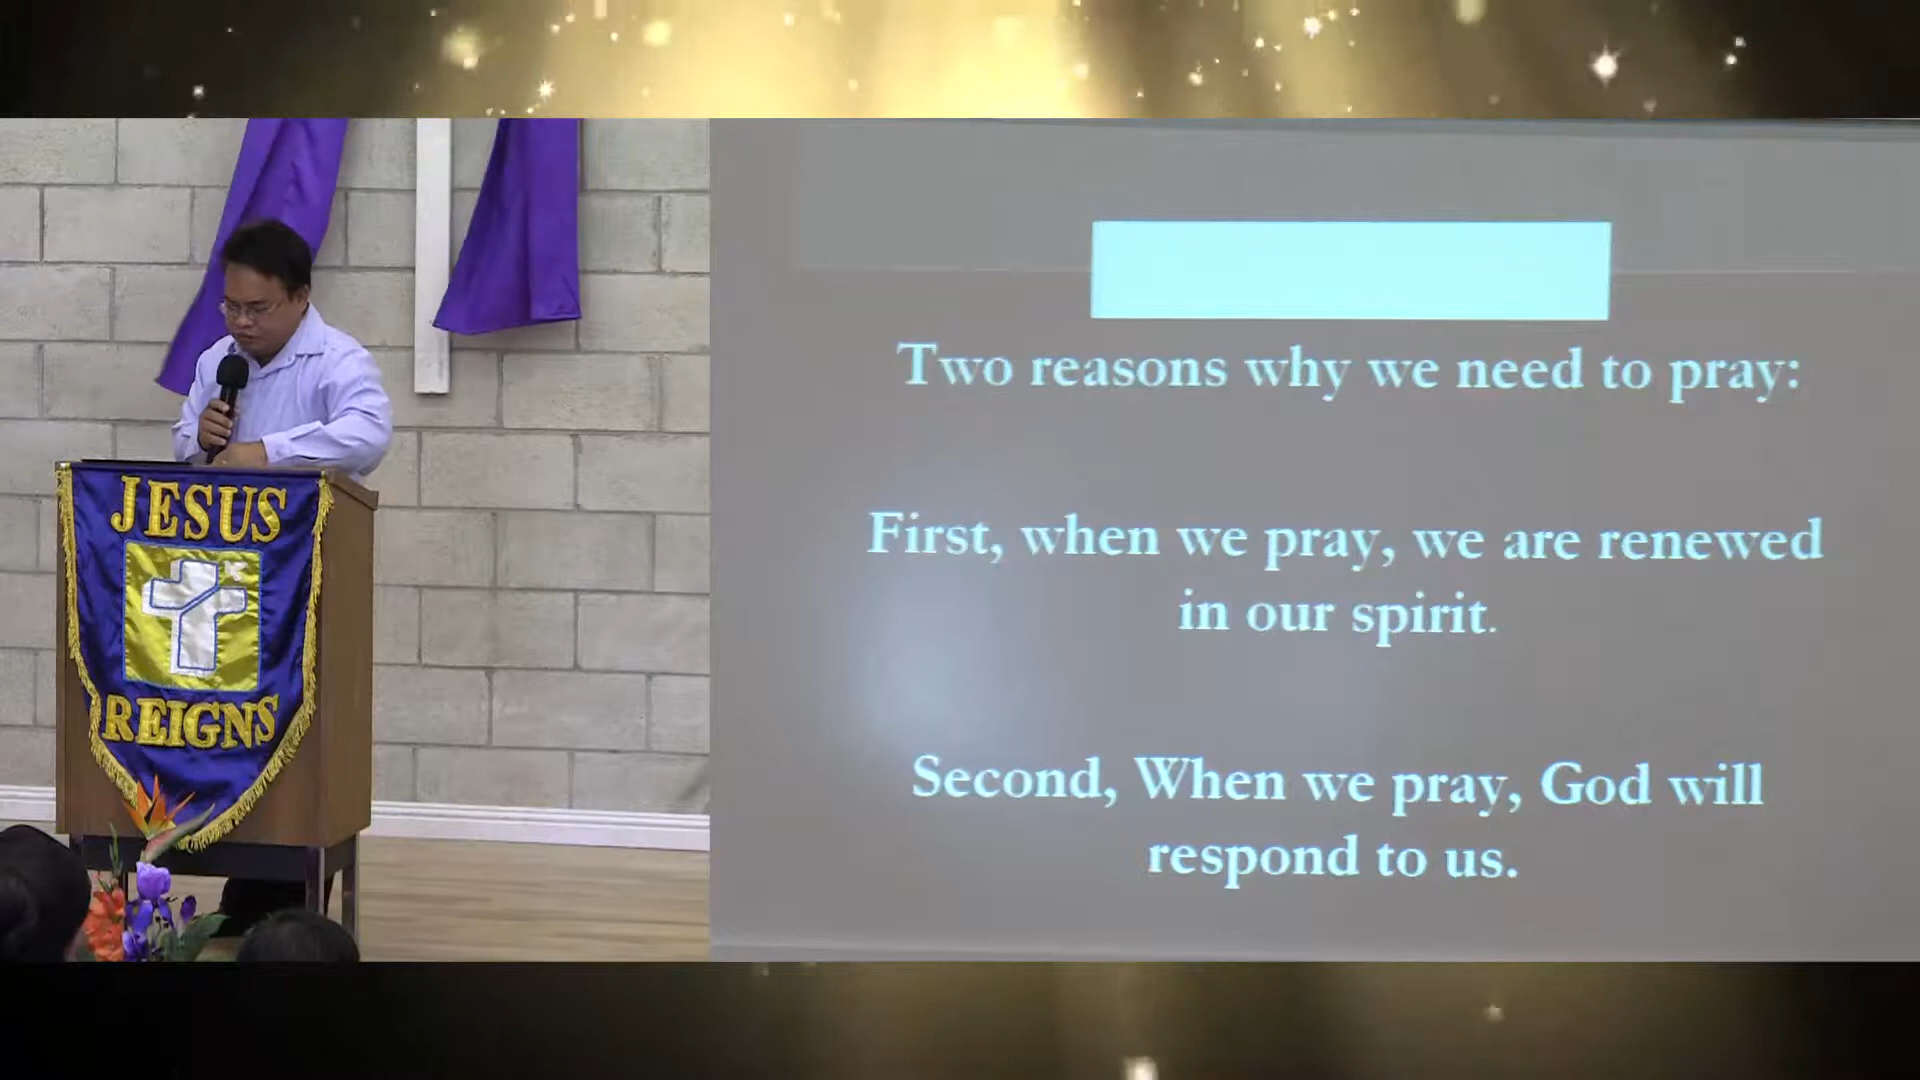 JESUS
REIGNS
Two reasons why we need to pray:
First, when we pray, we are renewed
in our spirit.
Second, When we pray, God will
respond to us.